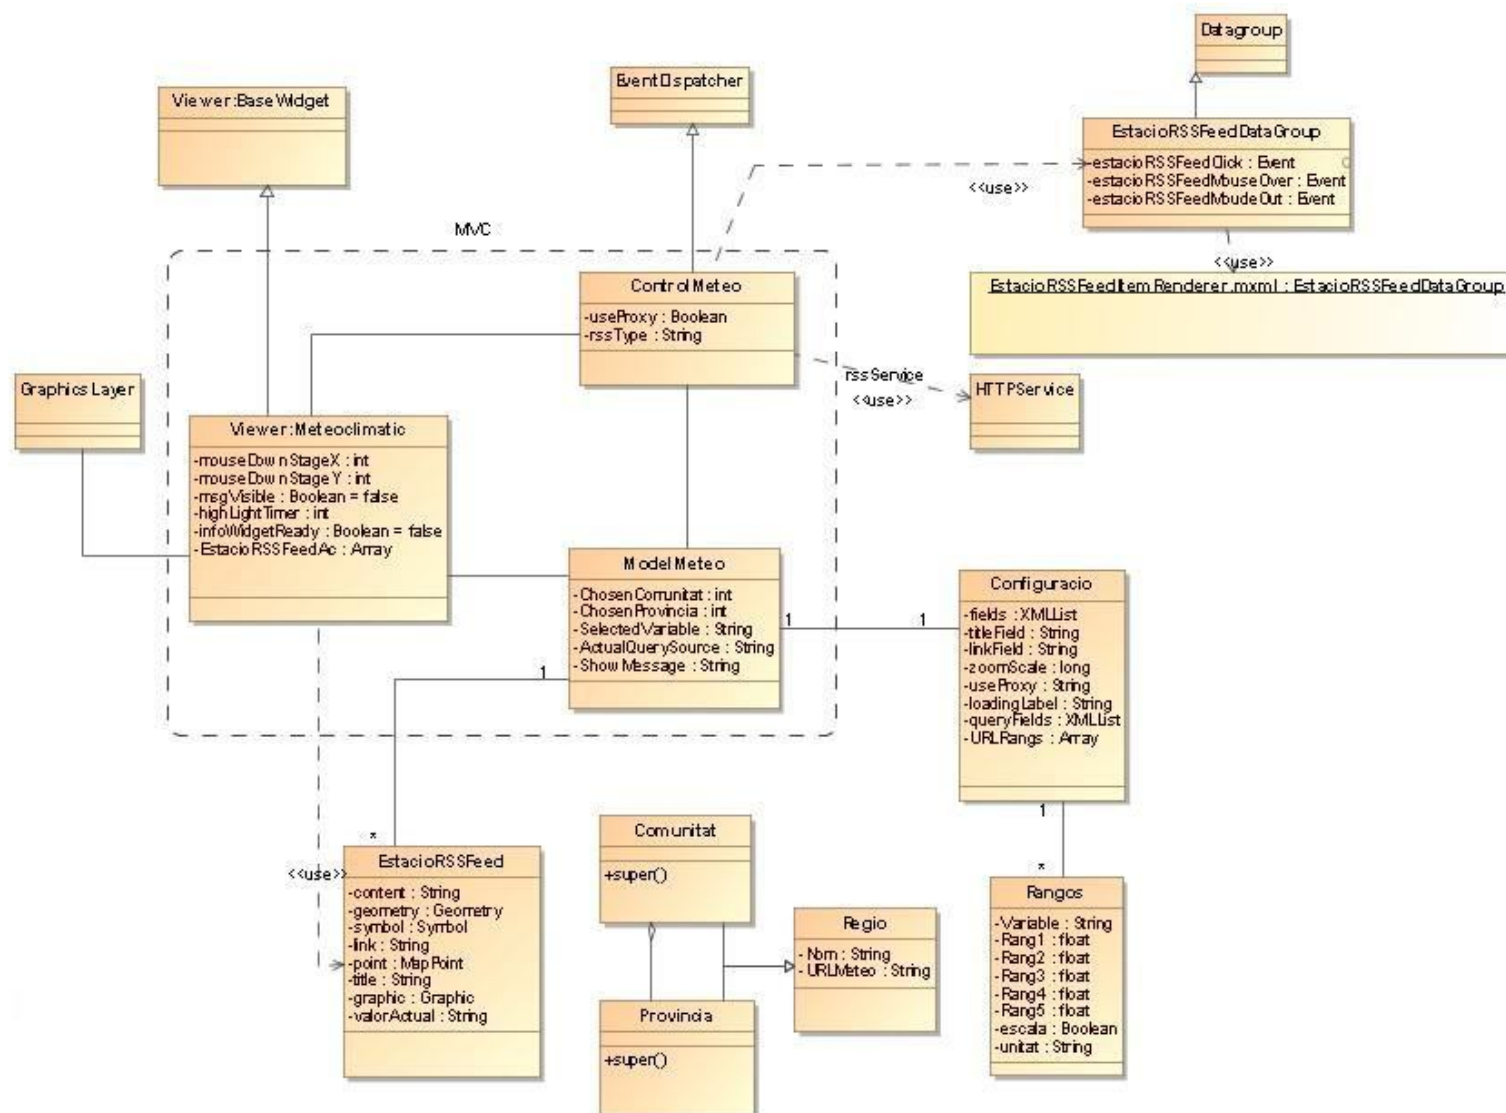 Datagroup
EventDispatcher
Viewer:BaseWidget
EstacioRSSFeedDataGroup
-estacioRSSFeedClick : Event
-estacioRSSFeedMouseOver : Event
-estacioRSSFeedMoudeOut : Event
<<use>>
MVC
<<use>>
ControlMeteo
-useProxy : Boolean
-rssType : String
EstacioRSSFeedItemRenderer.mxml : EstacioRSSFeedDataGroup
rssService
<<use>>
HTTPService
Graphics Layer
Viewer:Meteoclimatic
-mouseDownStageX : int
-mouseDownStageY : int
-msgVisible : Boolean = false
-highLightTimer : int
-infoWidgetReady : Boolean = false
-EstacioRSSFeedAc : Array
ModelMeteo
-ChosenComunitat : int
-ChosenProvincia : int
-SelectedVariable : String
-ActualQuerySource : String
-Show Message : String
1
1
1
Configuracio
-fields : XMLList
-titleField : String
-linkField : String
-zoomScale : long
-useProxy : String
-loadingLabel : String
-queryFields : XMLList
-URLRangs : Array
1
*
*
<<use>>
EstacioRSSFeed
-content : String
-geometry : Geometry
-symbol : Symbol
-link : String
-point : MapPoint
-title : String
-graphic : Graphic
-valorActual : String
Comunitat
+super()
Regio
- Nom : String
- URLMeteo : String
Provincia
+super()
Rangos
-Variable : String
-Rang1 : float
-Rang2 : float
-Rang3 : float
-Rang4 : float
-Rang5 : float
-escala : Boolean
-unitat : String